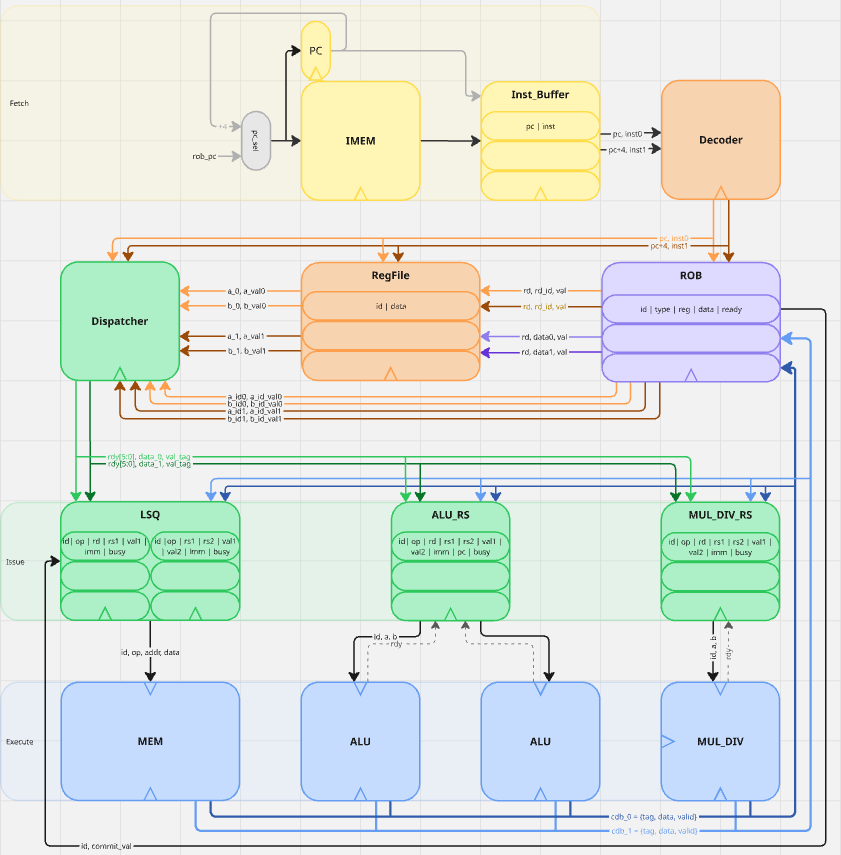 PC
Fetch
Inst_Buffer
+4
pc_sel
IMEM
pc | inst
pc, inst0
pc+4, inst1
Decoder
rob_pc
pc, inst0
pc+4, inst1
Dispatcher
RegFile
ROB
a_0, a_val0
b_0, b_val0
a_1, a_val1
b_1, b_val1
id | data
rd, rd_id, val
rd, rd_id, val
rd, data0, val
rd, data1, val
id | type | reg | data | ready
a_id0, a_id_val0
b_id0, b_id_val0
a_id1, a_id_val1
b_id1, b_id_val1
rdy[5:0], data_0, val_tag
rdy[5:0], data_1, val_tag
Issue
LSQ
id| op | rd | rs1 | val1 |
imm | busy
id| op | rs1 | rs2 | val1
| val2 | imm | busy
ALU_RS
id| op | rd | rs1 | rs2 | val1 |
val2 | imm | pc | busy
MUL_DIV_RS
id| op | rd | rs1 | rs2 | val1 |
val2 | imm | busy
id, op, addr, data
id, a, b
rdy
id, a, b
rdy
Execute
MEM
ALU
ALU
MUL_DIV
cdb_0 = {tag, data, valid}
cdb_1 = {tag, data, valid}
id, commit_val